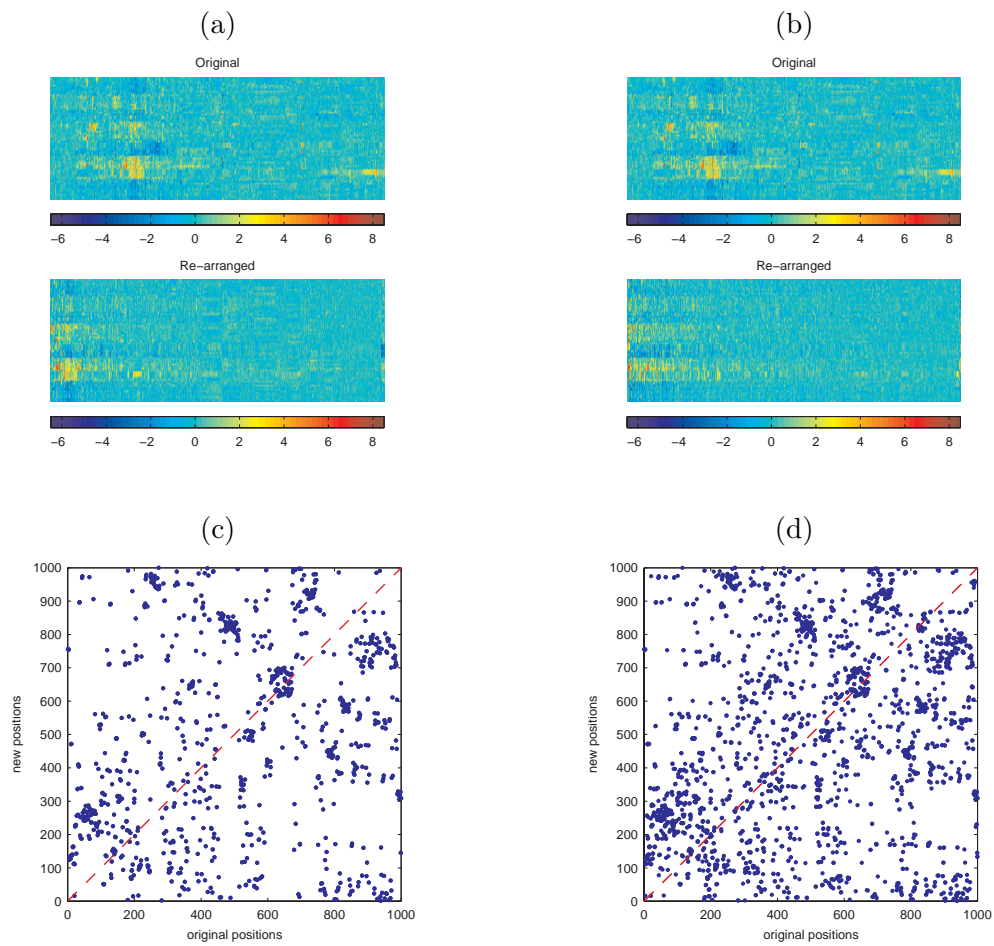 (a)
(b)
Original
Original
−6 −4 −2 0 2 4 6 8
−6 −4 −2 0 2 4 6 8
Re−arranged
Re−arranged
−6 −4 −2 0 2 4 6 8
−6 −4 −2 0 2 4 6 8
(c)
1000
900
800
700
600
500
400
300
200
100
0
new positions
0 200 400 600 800 1000
original positions
(d)
1000
900
800
700
600
500
400
300
200
100
0
new positions
0 200 400 600 800 1000
original positions